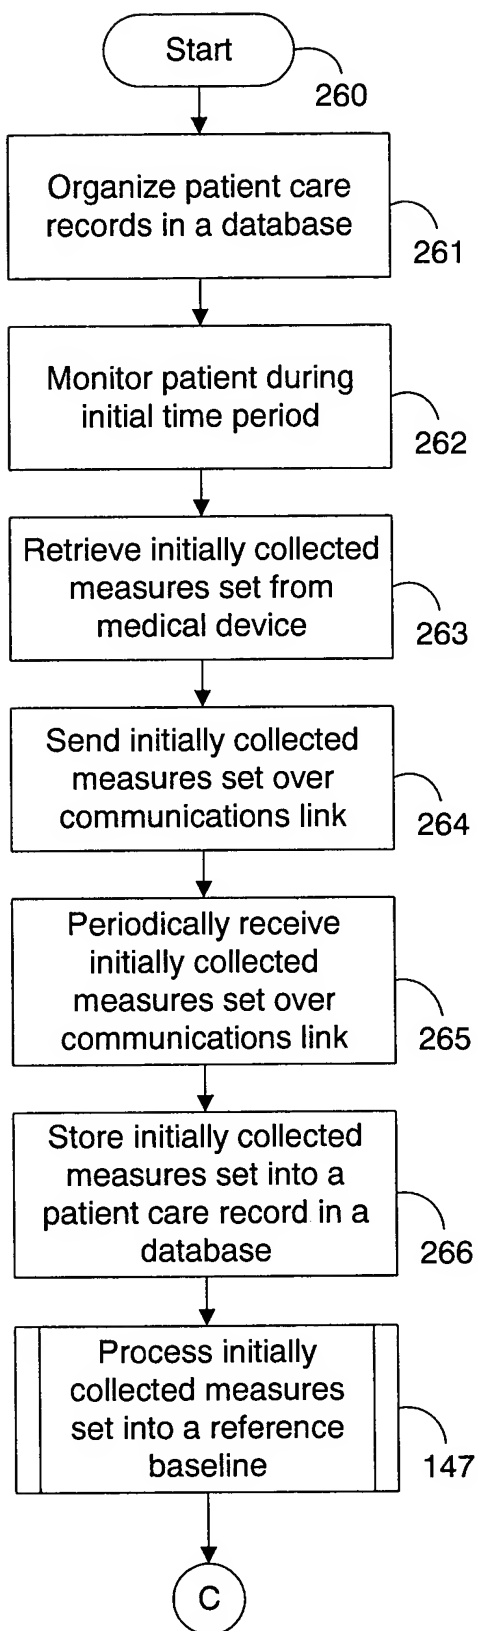 Start
260
Organize patient care
records in a database
261
Monitor patient during
initial time period
262
Retrieve initially collected
measures set from
medical device
263
Send initially collected
measures set over
communications link
264
Periodically receive
initially collected
measures set over
communications link
265
Store initially collected
measures set into a
patient care record in a
database
266
Process initially
collected measures
set into a reference
baseline
147
C